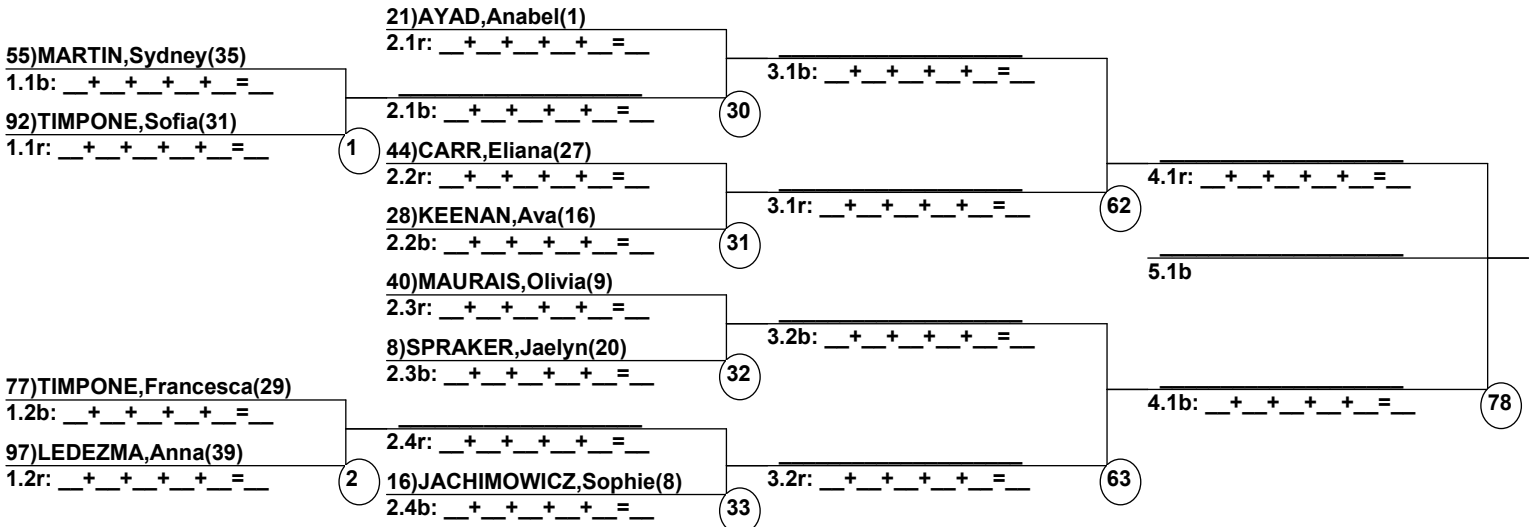 55)MARTIN,Sydney(35)
1.1b: __+__+__+__+__=__
92)TIMPONE,Sofia(31)
1.1r: __+__+__+__+__=__
1
77)TIMPONE,Francesca(29)
1.2b: __+__+__+__+__=__
97)LEDEZMA,Anna(39)
1.2r: __+__+__+__+__=__
2
21)AYAD,Anabel(1)
2.1r: __+__+__+__+__=__
2.1b: __+__+__+__+__=__
30
44)CARR,Eliana(27)
2.2r: __+__+__+__+__=__
28)KEENAN,Ava(16)
2.2b: __+__+__+__+__=__
31
40)MAURAIS,Olivia(9)
2.3r: __+__+__+__+__=__
8)SPRAKER,Jaelyn(20)
2.3b: __+__+__+__+__=__
32
2.4r: __+__+__+__+__=__
16)JACHIMOWICZ,Sophie(8)
2.4b: __+__+__+__+__=__
33
3.1b: __+__+__+__+__=__
3.1r: __+__+__+__+__=__
62
3.2b: __+__+__+__+__=__
3.2r: __+__+__+__+__=__
63
4.1r: __+__+__+__+__=__
4.1b: __+__+__+__+__=__
78
5.1b